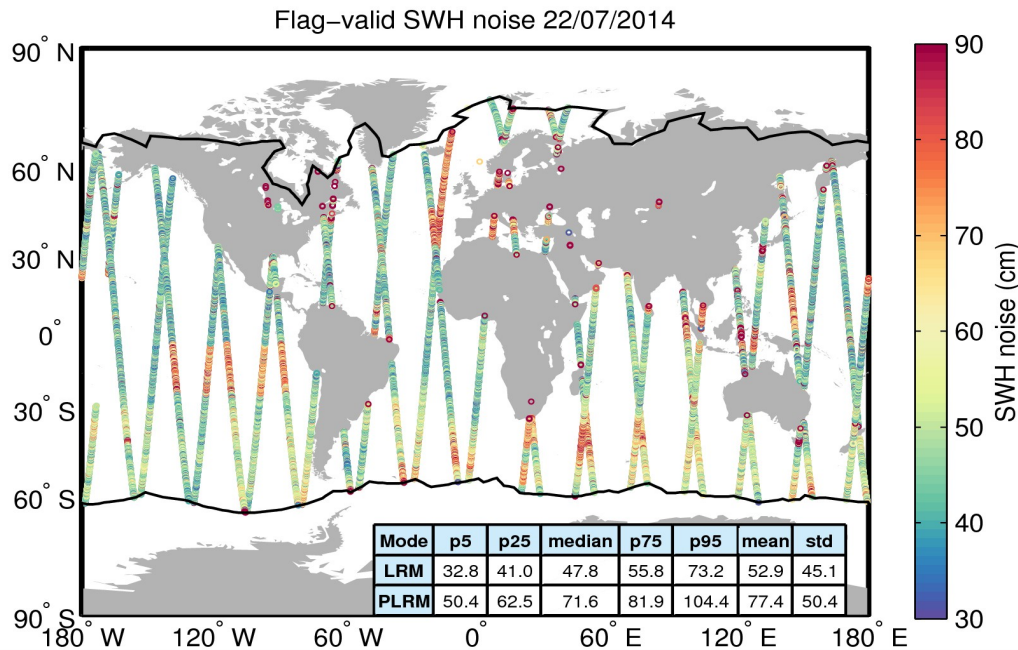 Flag−valid SWH noise 22/07/2014
90° N
60° N
30° N
0°
30° S
60° S
90° S
180° W
120° W
60° W
0°
60° E
120° E
180° E
90
80
70
60
50
40
30
SWH noise (cm)
Mode p5 p25 median p75 p95 mean std
LRM 32.8 41.0 47.8 55.8 73.2 52.9 45.1
PLRM 50.4 62.5 71.6 81.9 104.4 77.4 50.4